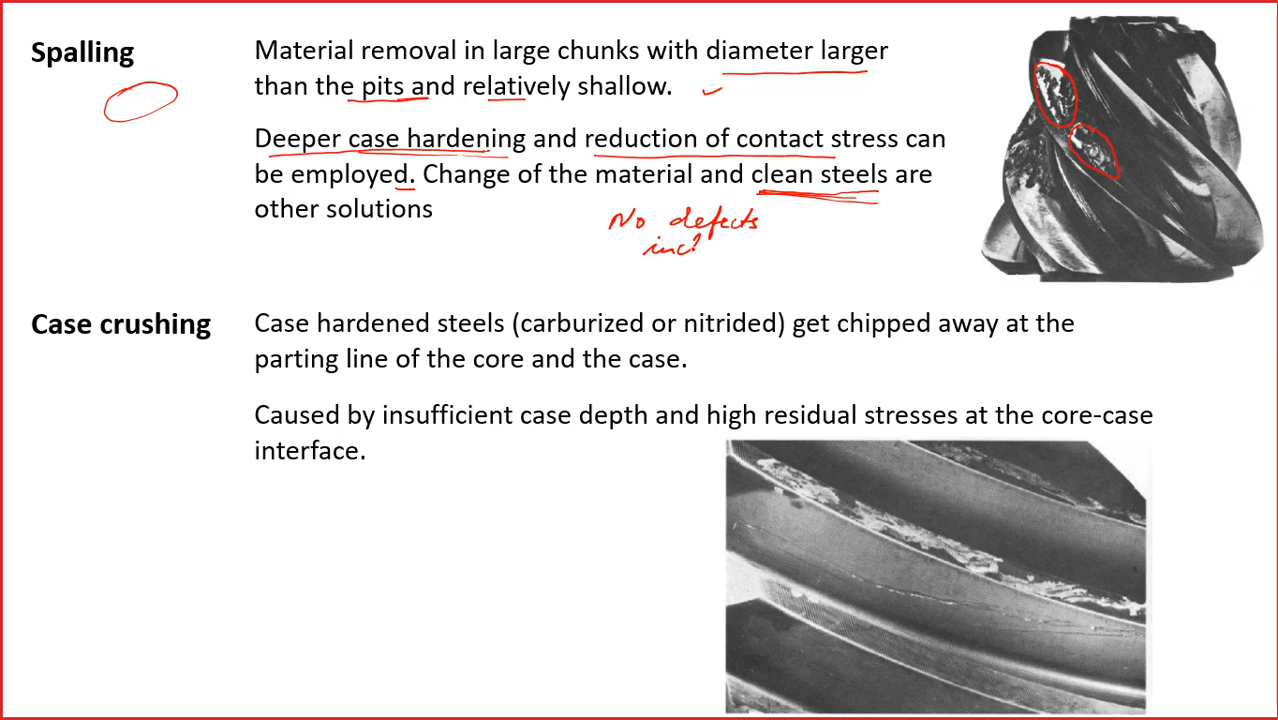 Spalling
Material removal in large chunks with diameter larger
than the pits and relatively shallow.
Deeper case hardening and reduction of contact stress can
be employed. Change of the material and clean steels are
other solutions
No defects
Case crushing
Case hardened steels (carburized or nitrided) get chipped away at the
parting line of the core and the case.
Caused by insufficient case depth and high residual stresses at the core-case
interface.